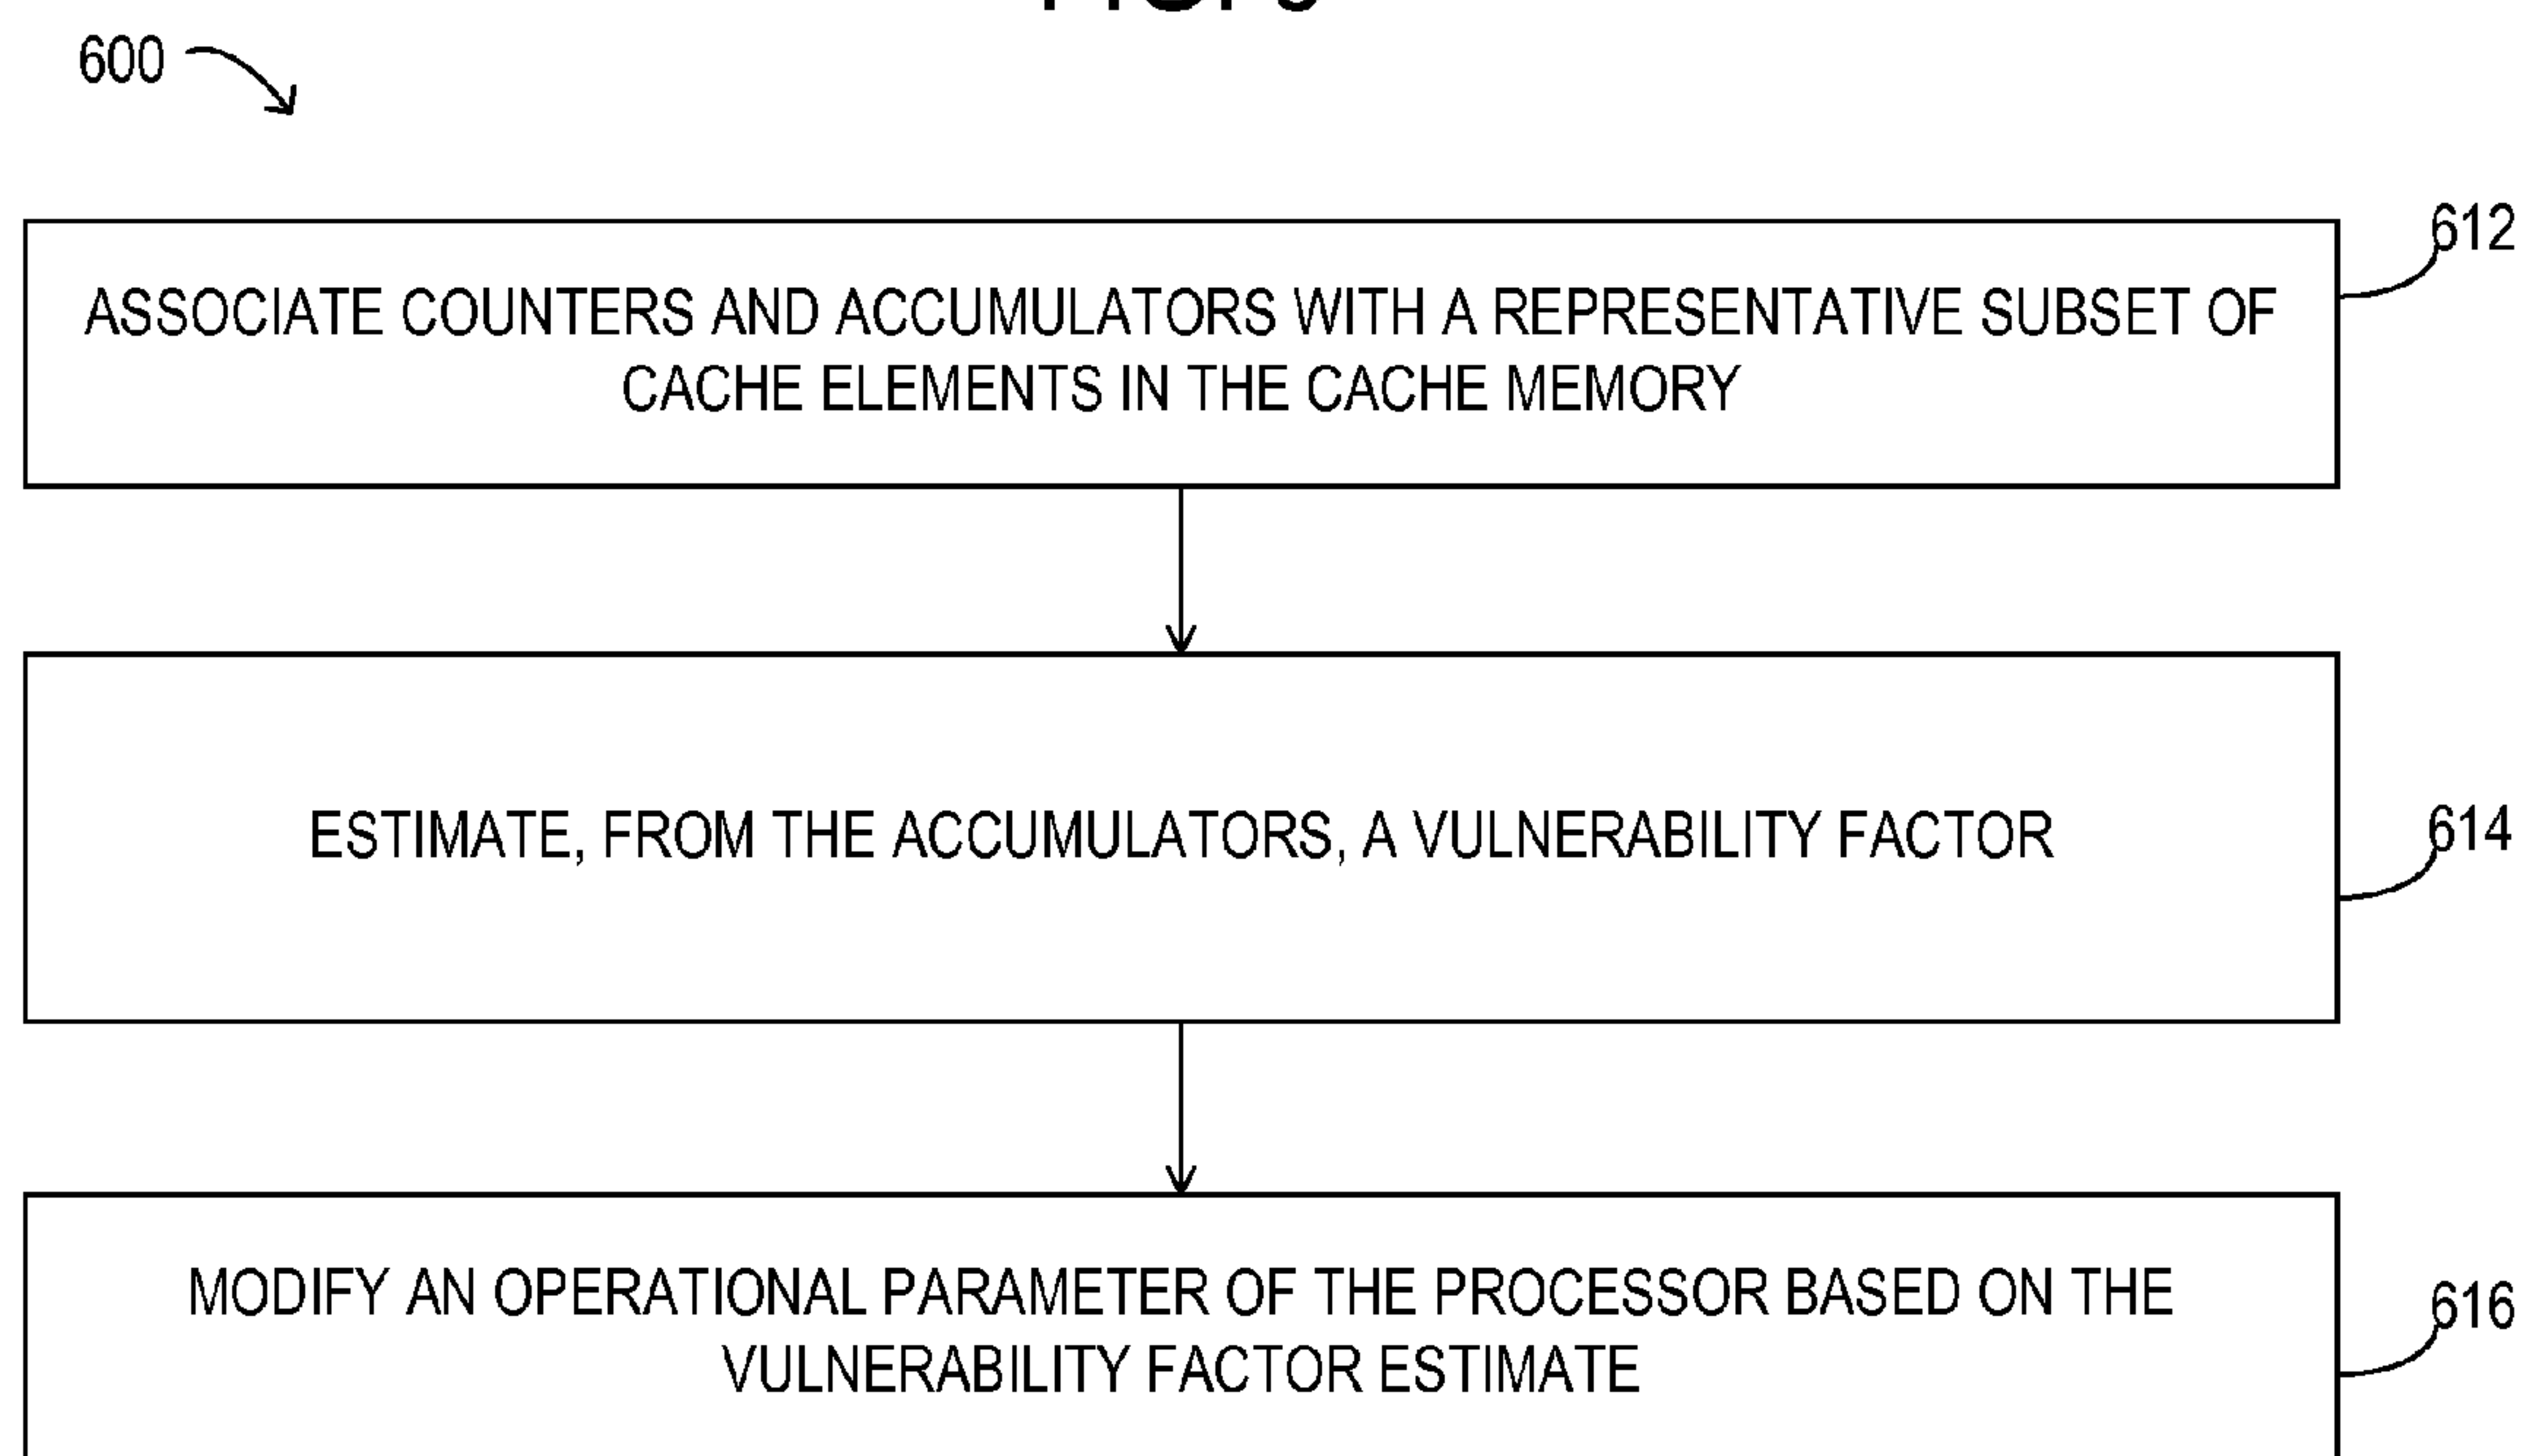 600
612
ASSOCIATE COUNTERS AND ACCUMULATORS WITH A REPRESENTATIVE SUBSET OF
CACHE ELEMENTS IN THE CACHE MEMORY
ESTIMATE, FROM THE ACCUMULATORS, A VULNERABILITY FACTOR
614
MODIFY AN OPERATIONAL PARAMETER OF THE PROCESSOR BASED ON THE
616
VULNERABILITY FACTOR ESTIMATE